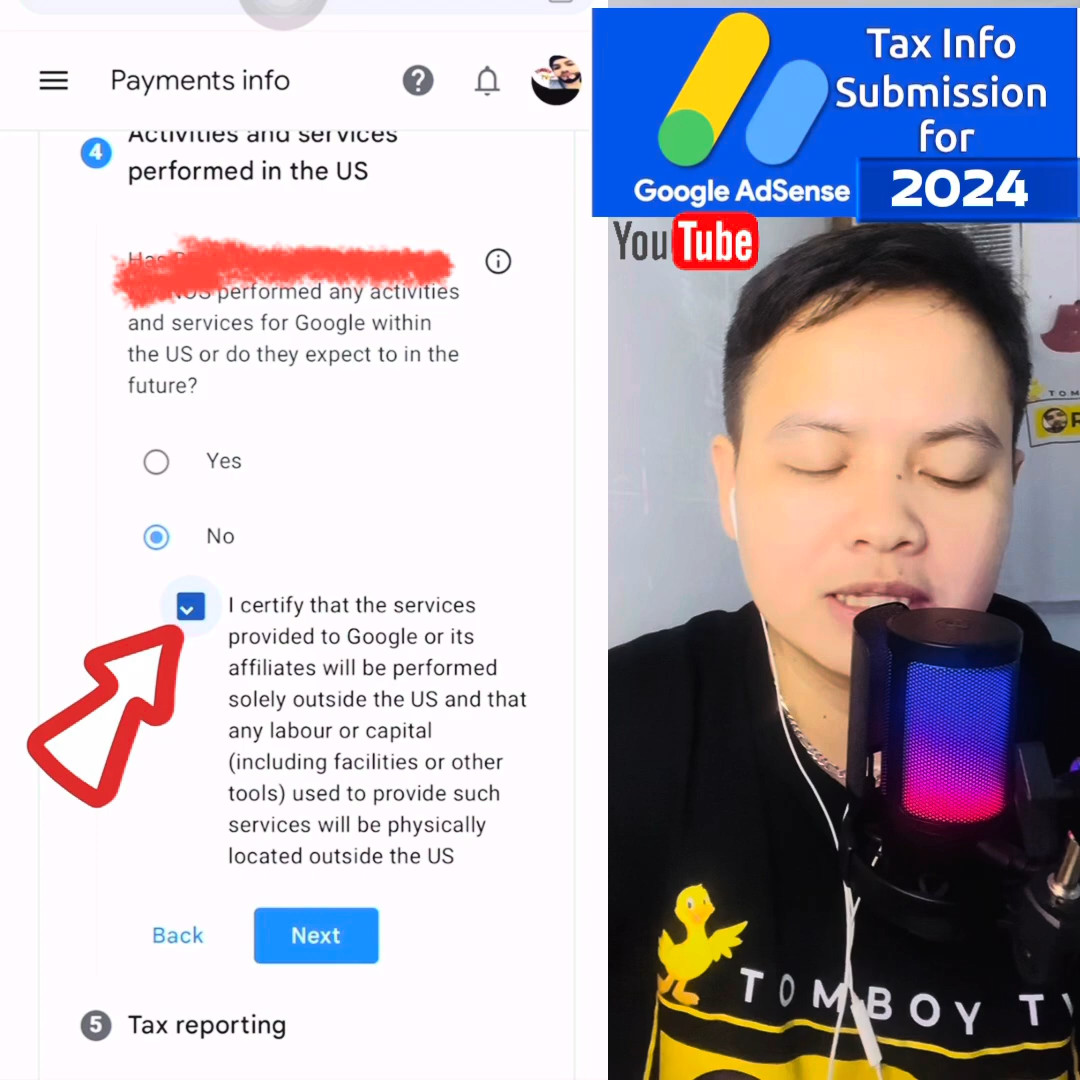 Payments info
4
Activities and services
performed in the US
performed any activities
and services for Google within
the US or do they expect to in the
future?
Yes
No
I certify that the services
provided to Google or its
affiliates will be performed
solely outside the US and that
any labour or capital
(including facilities or other
tools) used to provide such
services will be physically
located outside the US
Back
Next
5
Tax reporting
Tax Info
Submission
for
2024
Google AdSense
YouTube
TOM
TOMBOY TV